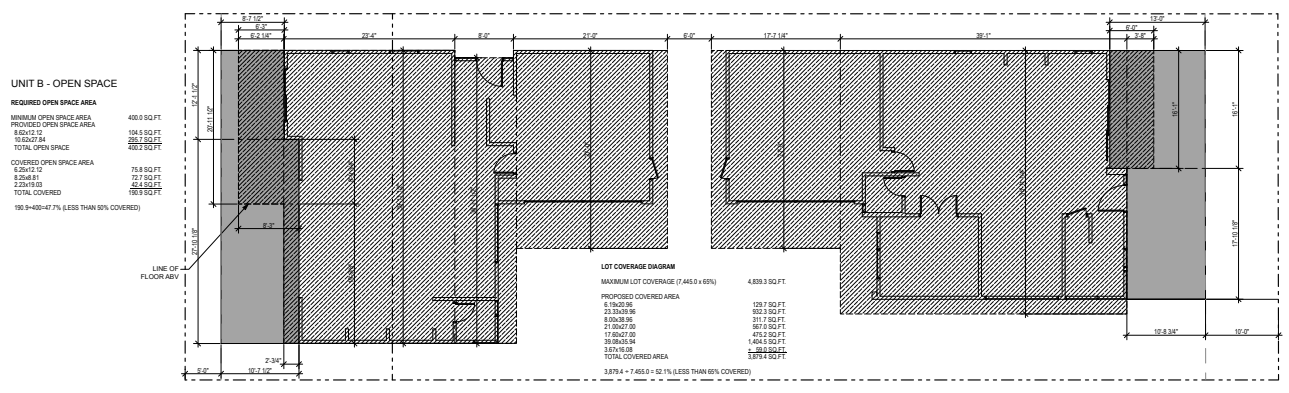 8'-7 1/2"
6'-3"
6'-2 1/4"
23'-4"
8'-0"
21'-0"
6'-0"
17'-7 1/4"
39'-1"
13'-0"
6'-0"
3'-8"
12'-1 1/2"
20'-11 1/2"
27'-10 1/8"
8'-3"
2'-3/4"
5'-0"
10'-7 1/2"
16'-1"
16'-1"
17'-10 1/8"
10'-8 3/4"
10'-0"
UNIT B - OPEN SPACE
REQUIRED OPEN SPACE AREA
MINIMUM OPEN SPACE AREA 400.0 SQ.FT.
PROVIDED OPEN SPACE AREA
8.62x12.12 104.5 SQ.FT.
10.62x27.84 295.7 SQ.FT.
TOTAL OPEN SPACE 400.2 SQ.FT.
COVERED OPEN SPACE AREA
6.25x12.12 75.8 SQ.FT.
8.25x8.81 72.7 SQ.FT.
2.23x19.03 42.4 SQ.FT.
TOTAL COVERED 190.9 SQ.FT.
190.9÷400=47.7% (LESS THAN 50% COVERED)
LINE OF
FLOOR ABV
LOT COVERAGE DIAGRAM
MAXIMUM LOT COVERAGE (7,445.0 x 65%) 4,839.3 SQ.FT.
PROPOSED COVERED AREA
6.19x20.96 129.7 SQ.FT.
23.33x39.96 932.3 SQ.FT.
8.00x38.96 311.7 SQ.FT.
21.00x27.00 567.0 SQ.FT.
17.60x27.00 475.2 SQ.FT.
39.08x35.94 1,404.5 SQ.FT.
3.67x16.08 + 59.0 SQ.FT.
TOTAL COVERED AREA 3,879.4 SQ.FT.
3,879.4 ÷ 7.455.0 = 52.1% (LESS THAN 65% COVERED)